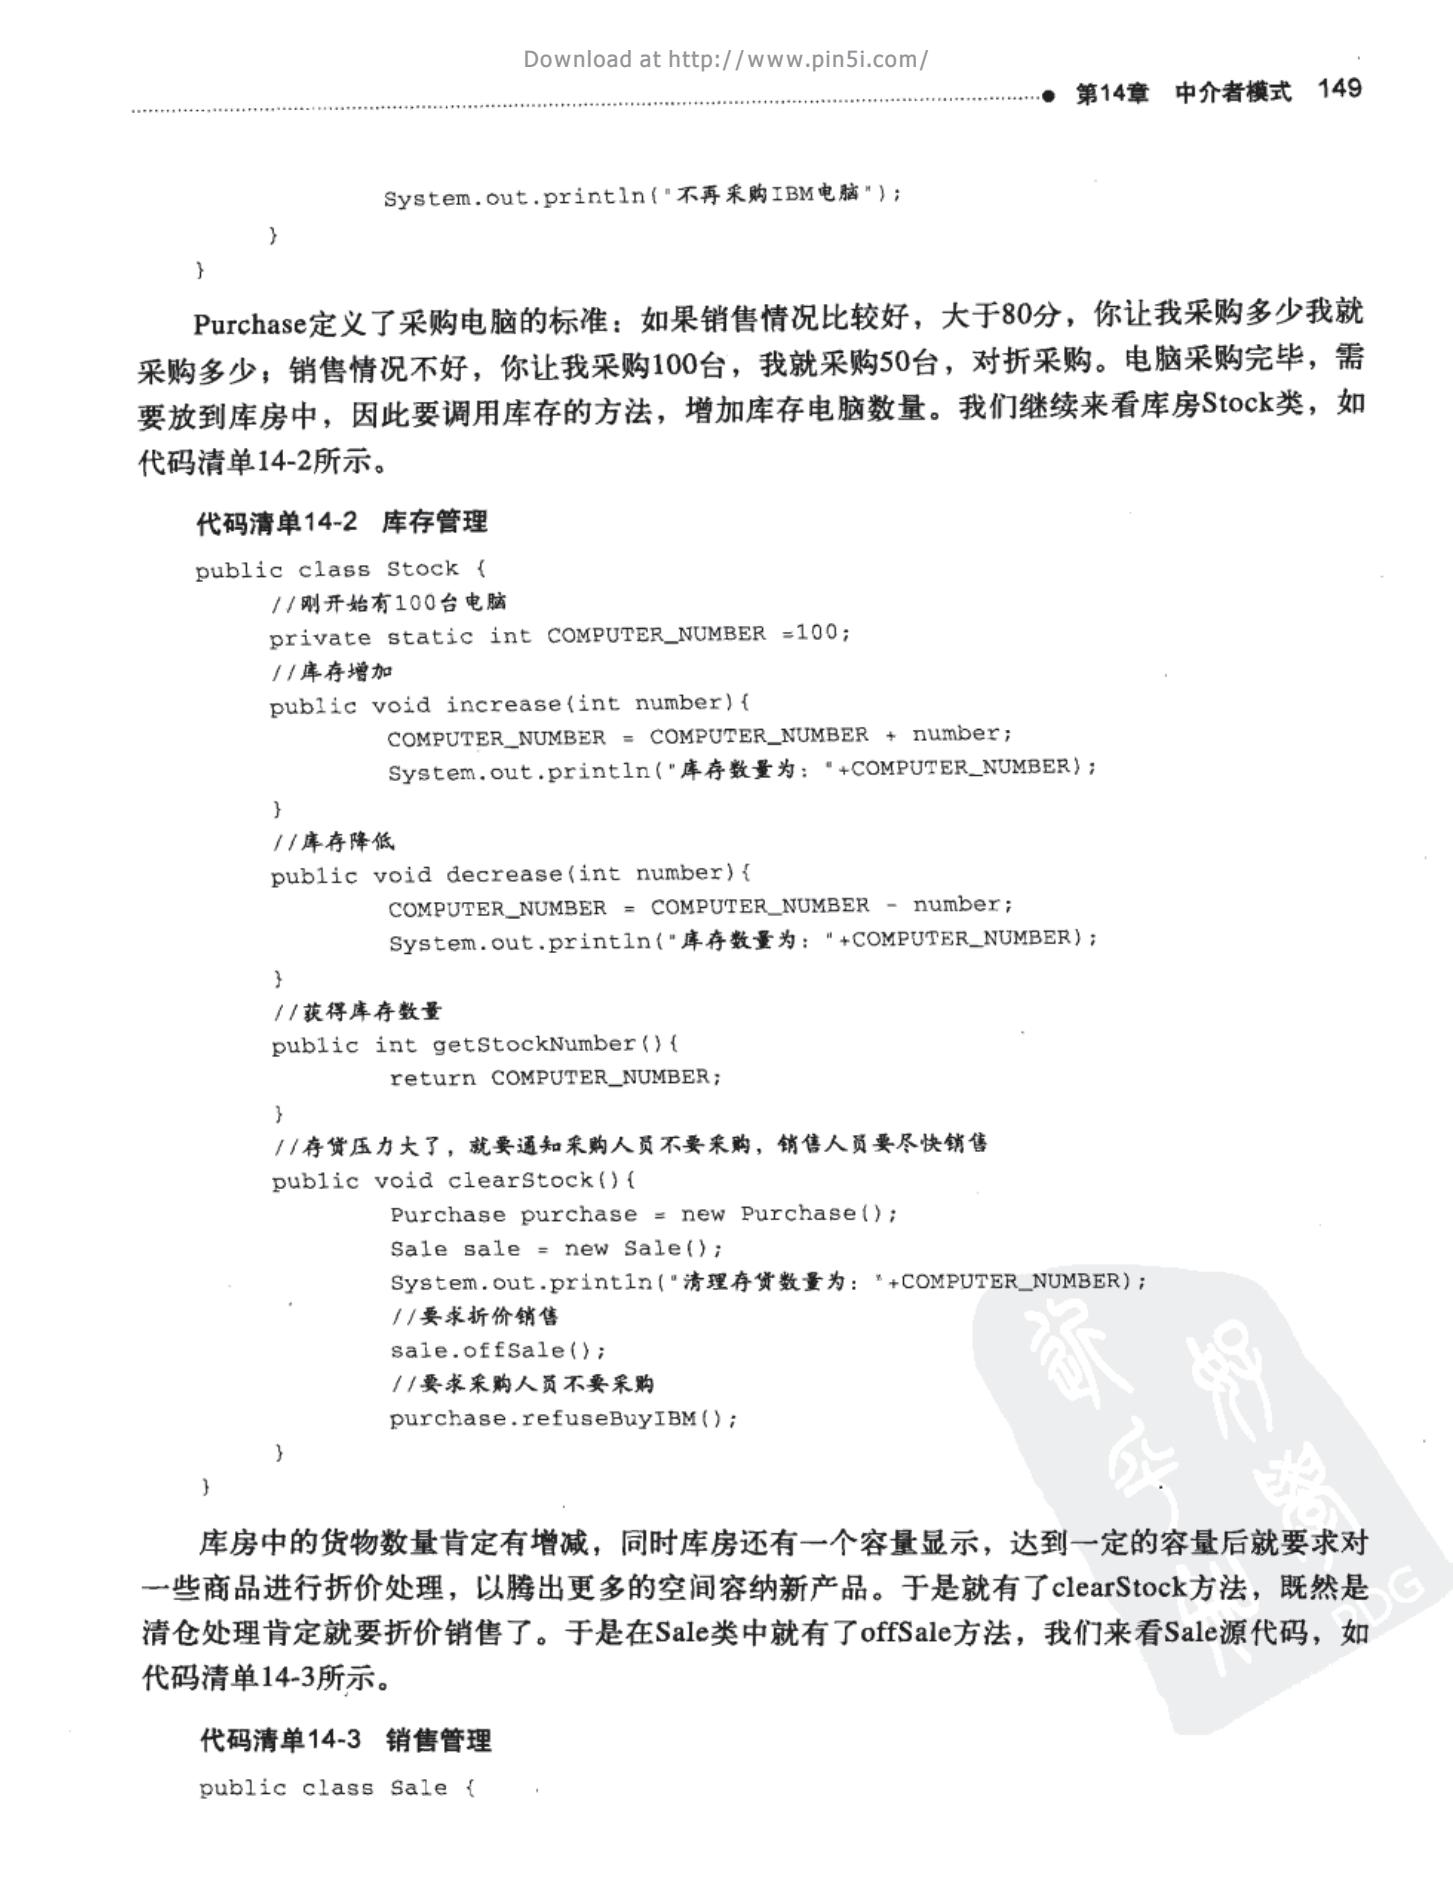 Download at http://www.pin5i.com/
第14章 中介者模式 149
System.out.println("不再采购IBM电脑");
}
}
Purchase定义了采购电脑的标准：如果销售情况比较好，大于80分，你让我采购多少我就
采购多少；销售情况不好，你让我采购100台，我就采购50台，对折采购。电脑采购完毕，需
要放到库房中，因此要调用库存的方法，增加库存电脑数量。我们继续来看库房Stock类，如
代码清单14-2所示。
代码清单14-2 库存管理
public class Stock {
//刚开始有100台电脑
private static int COMPUTER_NUMBER =100;
//库存增加
public void increase(int number){
COMPUTER_NUMBER = COMPUTER_NUMBER + number;
System.out.println("库存数量为："+COMPUTER_NUMBER);
}
//库存降低
public void decrease(int number){
COMPUTER_NUMBER = COMPUTER_NUMBER - number;
System.out.println("库存数量为："+COMPUTER_NUMBER);
}
//获得库存数量
public int getStockNumber(){
return COMPUTER_NUMBER;
}
//存货压力大了，就要通知采购人员不要采购，销售人员要尽快销售
public void clearStock(){
Purchase purchase = new Purchase();
Sale sale = new Sale();
System.out.println("清理存货数量为："+COMPUTER_NUMBER);
//要求折价销售
sale.offSale();
//要求采购人员不要采购
purchase.refuseBuyIBM();
}
}
库房中的货物数量肯定有增减，同时库房还有一个容量显示，达到一定的容量后就要求对
一些商品进行折价处理，以腾出更多的空间容纳新产品。于是就有了clearStock方法，既然是
清仓处理肯定就要折价销售了。于是在Sale类中就有了offSale方法，我们来看Sale源代码，如
代码清单14-3所示。
PDG
代码清单14-3 销售管理
public class Sale {